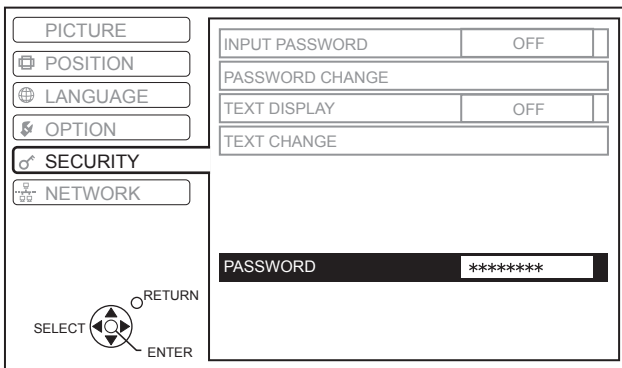 PICTURE
POSITION
LANGUAGE
OPTION
SECURITY
NETWORK
INPUT PASSWORD OFF
PASSWORD CHANGE
TEXT DISPLAY OFF
TEXT CHANGE
PASSWORD ********
RETURN
SELECT
ENTER